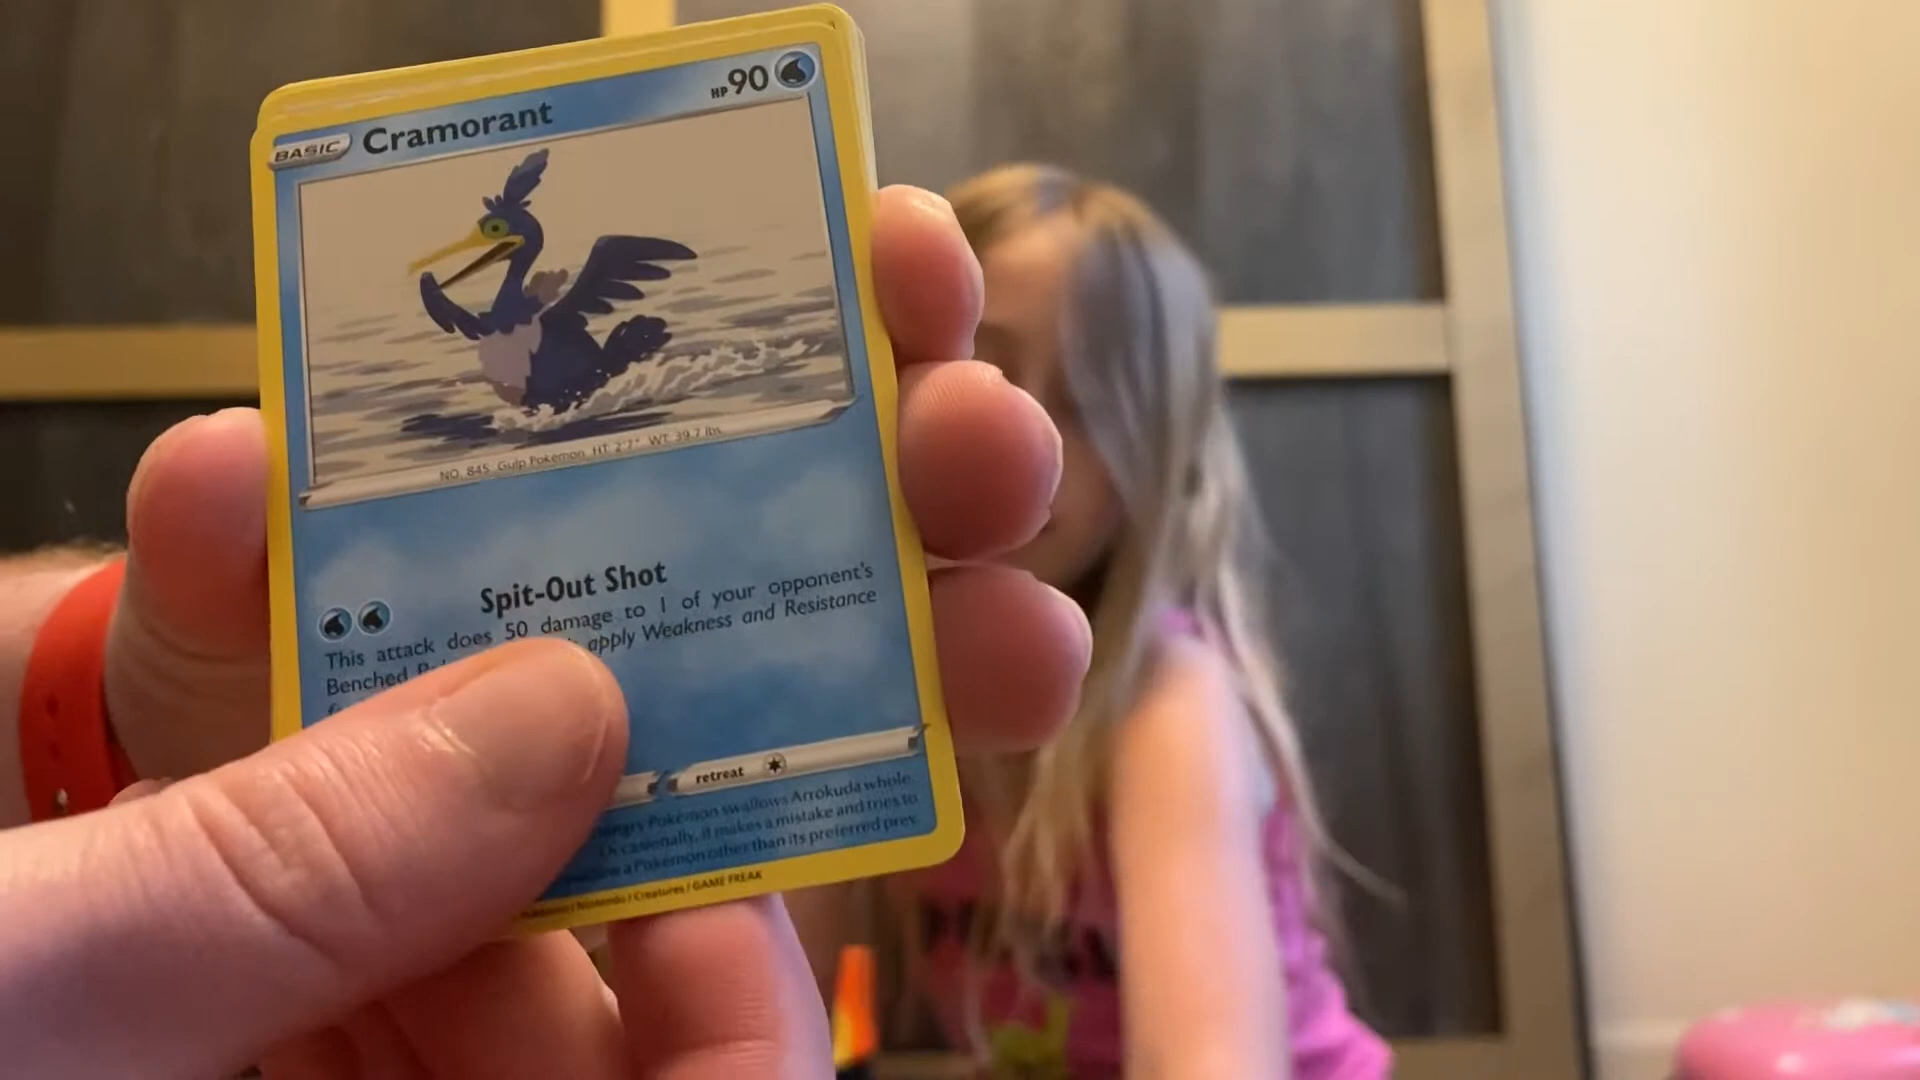 BASIC Cramorant HP 90
NO. 845 Gulp Pokémon HT: 2'7" WT: 39.7 lbs.
Spit-Out Shot
This attack does 50 damage to 1 of your opponent's
Benched apply Weakness and Resistance
retreat
Pokémon swallows Arrokuda whole.
Occasionally, it makes a mistake and tries to
a Pokémon other than its preferred prey.
Pokémon / Nintendo / Creatures / GAME FREAK